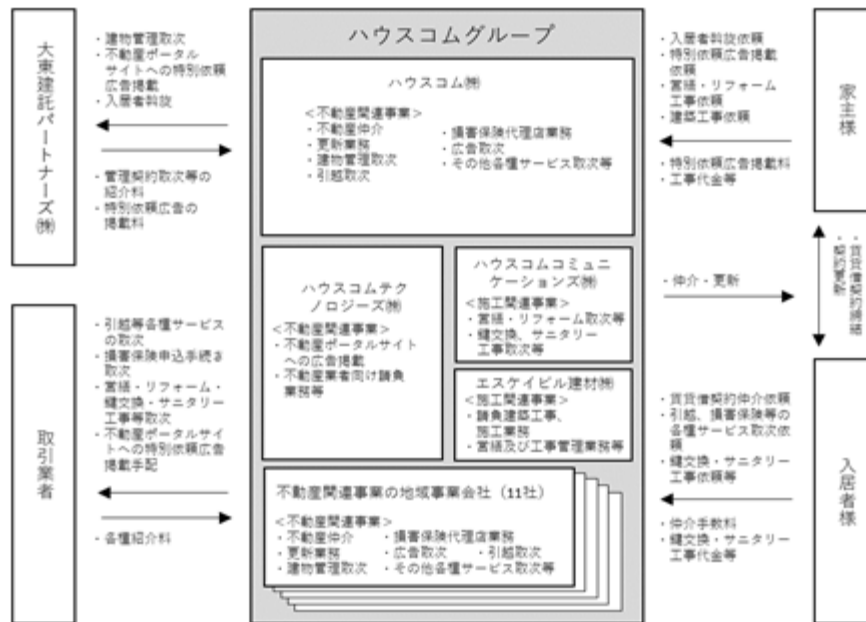 大東建託パートナーズ㈱
・建物管理取次
・不動産ポータル
サイトへの特別依頼
広告掲載
・入居者斡旋
・管理契約取次等の
紹介料
・特別依頼広告の
掲載料
取引業者
・引越等各種サービス
の取次
・損害保険申込手続き
取次
・営繕・リフォーム・
鍵交換・サニタリー
工事等取次
・不動産ポータルサイ
トへの特別依頼広告
掲載手配
・各種紹介料
ハウスコムグループ
ハウスコム㈱
＜不動産関連事業＞
・不動産仲介
・更新業務
・建物管理取次
・引越取次
・損害保険代理店業務
・広告取次
・その他各種サービス取次等
ハウスコムテク
ノロジーズ㈱
＜不動産関連事業＞
・不動産ポータルサイト
への広告掲載
・不動産業者向け請負
業務等
ハウスコムコミュニ
ケーションズ㈱
＜施工関連事業＞
・営繕・リフォーム取次等
・鍵交換、サニタリー
工事取次等
エスケイビル建材㈱
＜施工関連事業＞
・請負建築工事、
施工業務
・営繕及び工事管理業務等
不動産関連事業の地域事業会社（11社）
＜不動産関連事業＞
・不動産仲介
・更新業務
・建物管理取次
・損害保険代理店業務
・広告取次
・引越取次
・その他各種サービス取次等
・入居者斡旋依頼
・特別依頼広告掲載
依頼
・営繕・リフォーム
工事依頼
・建築工事依頼
・特別依頼広告掲載料
・工事代金等
家主様
・仲介・更新
・賃貸借契約締結
・契約更新
・賃貸借契約仲介依頼
・引越、損害保険等の
各種サービス取次依
頼
・鍵交換・サニタリー
工事依頼等
・仲介手数料
・鍵交換・サニタリー
工事代金等
入居者様